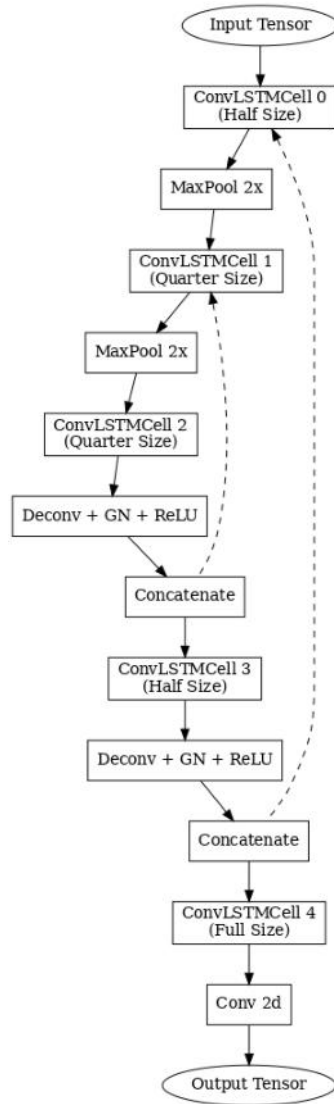 Input Tensor
ConvLSTMCell 0
(Half Size)
MaxPool 2x
ConvLSTMCell 1
(Quarter Size)
MaxPool 2x
ConvLSTMCell 2
(Quarter Size)
Deconv + GN + ReLU
Concatenate
ConvLSTMCell 3
(Half Size)
Deconv + GN + ReLU
Concatenate
ConvLSTMCell 4
(Full Size)
Conv 2d
Output Tensor